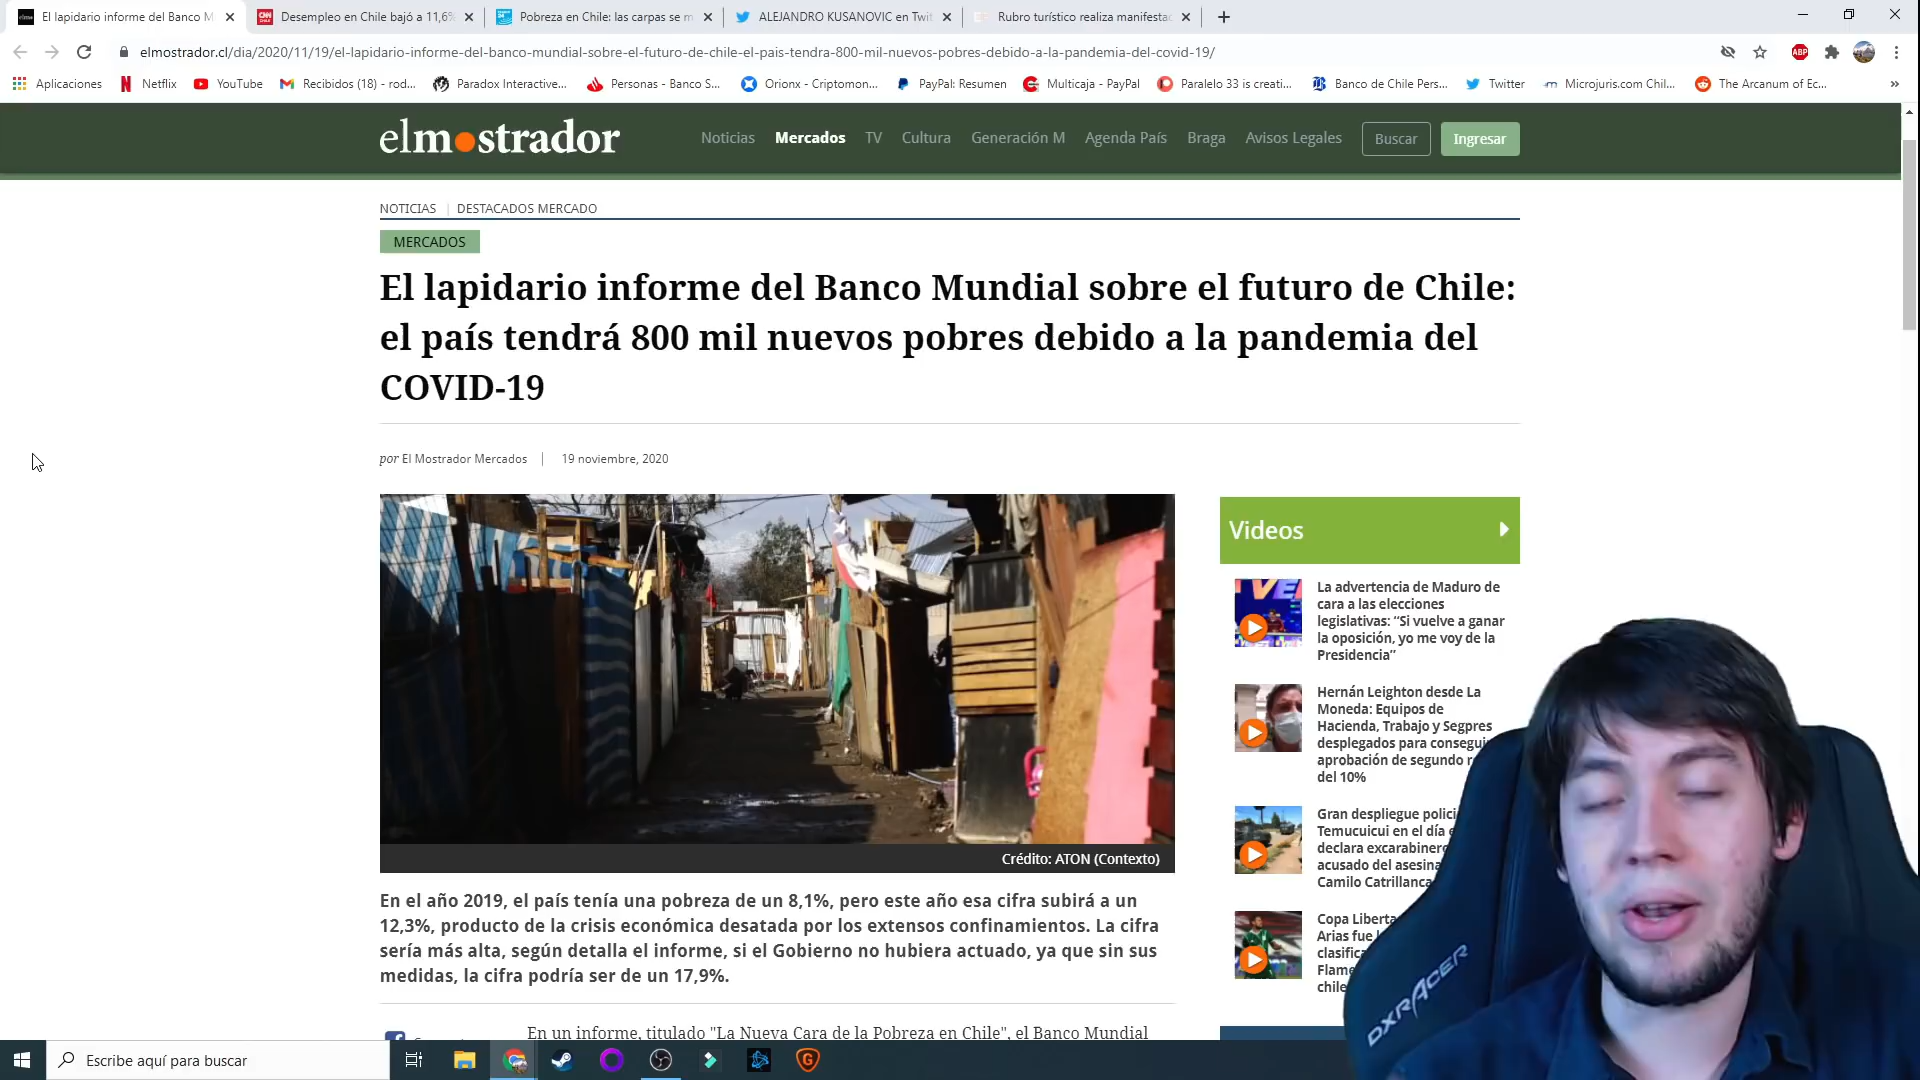 El lapidario informe del Banco M
Desempleo en Chile bajó a 11,6%
Pobreza en Chile: las carpas se m
ALEJANDRO KUSANOVIC en Twit
Rubro turístico realiza manifestac
elmostrador.cl/dia/2020/11/19/el-lapidario-informe-del-banco-mundial-sobre-el-futuro-de-chile-el-pais-tendra-800-mil-nuevos-pobres-debido-a-la-pandemia-del-covid-19/
ABP
Aplicaciones
Netflix
YouTube
Recibidos (18) - rod...
Paradox Interactive...
Personas - Banco S...
Orionx - Criptomon...
PayPal: Resumen
Multicaja - PayPal
Paralelo 33 is creati...
Banco de Chile Pers...
Twitter
Microjuris.com Chil...
The Arcanum of Ec...
elmostrador
Noticias Mercados TV Cultura Generación M Agenda País Braga Avisos Legales Buscar Ingresar
NOTICIAS | DESTACADOS MERCADO
MERCADOS
El lapidario informe del Banco Mundial sobre el futuro de Chile:
el país tendrá 800 mil nuevos pobres debido a la pandemia del
COVID-19
por El Mostrador Mercados | 19 noviembre, 2020
Crédito: ATON (Contexto)
En el año 2019, el país tenía una pobreza de un 8,1%, pero este año esa cifra subirá a un
12,3%, producto de la crisis económica desatada por los extensos confinamientos. La cifra
sería más alta, según detalla el informe, si el Gobierno no hubiera actuado, ya que sin sus
medidas, la cifra podría ser de un 17,9%.
En un informe, titulado "La Nueva Cara de la Pobreza en Chile", el Banco Mundial
Videos
La advertencia de Maduro de
cara a las elecciones
legislativas: “Si vuelve a ganar
la oposición, yo me voy de la
Presidencia”
Hernán Leighton desde La
Moneda: Equipos de
Hacienda, Trabajo y Segpres
desplegados para consegui
aprobación de segundo r
del 10%
Gran despliegue polici
Temucuicui en el día e
declara excarabinero
acusado del asesina
Camilo Catrillanca
Copa Liberta
Arias fue
clasifica
Flame
chile
DXRACER
Escribe aquí para buscar